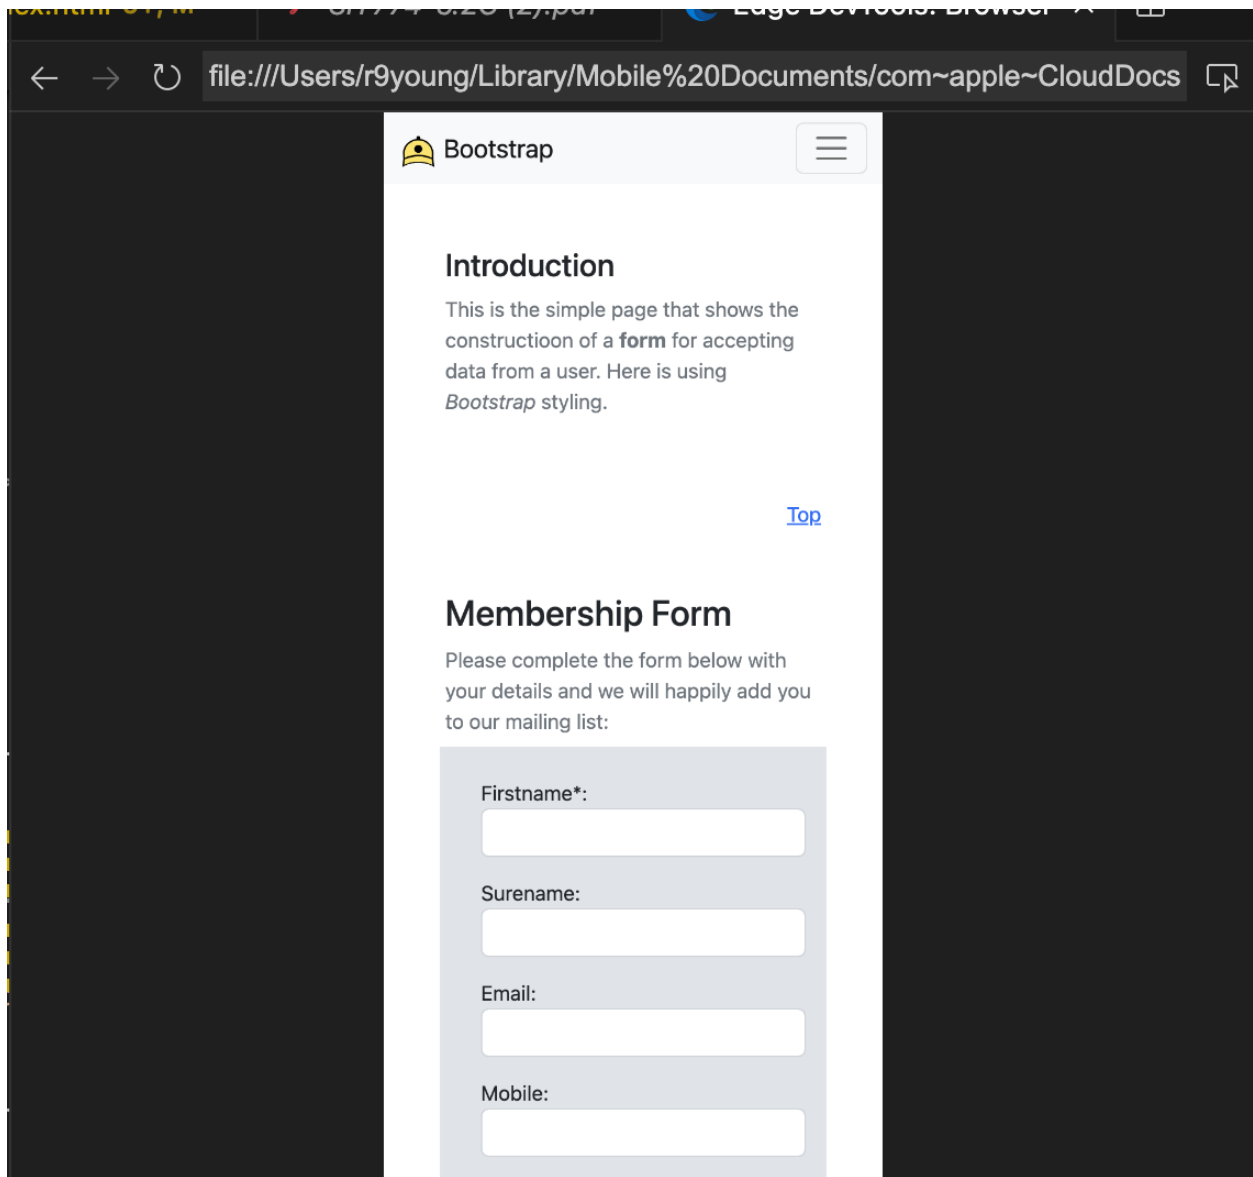 Edge DevTools: Browser
file:///Users/r9young/Library/Mobile%20Documents/com~apple~CloudDocs
Bootstrap
Introduction
This is the simple page that shows the
constructioon of a form for accepting
data from a user. Here is using
Bootstrap styling.
Top
Membership Form
Please complete the form below with
your details and we will happily add you
to our mailing list:
Firstname*:
Surename:
Email:
Mobile: